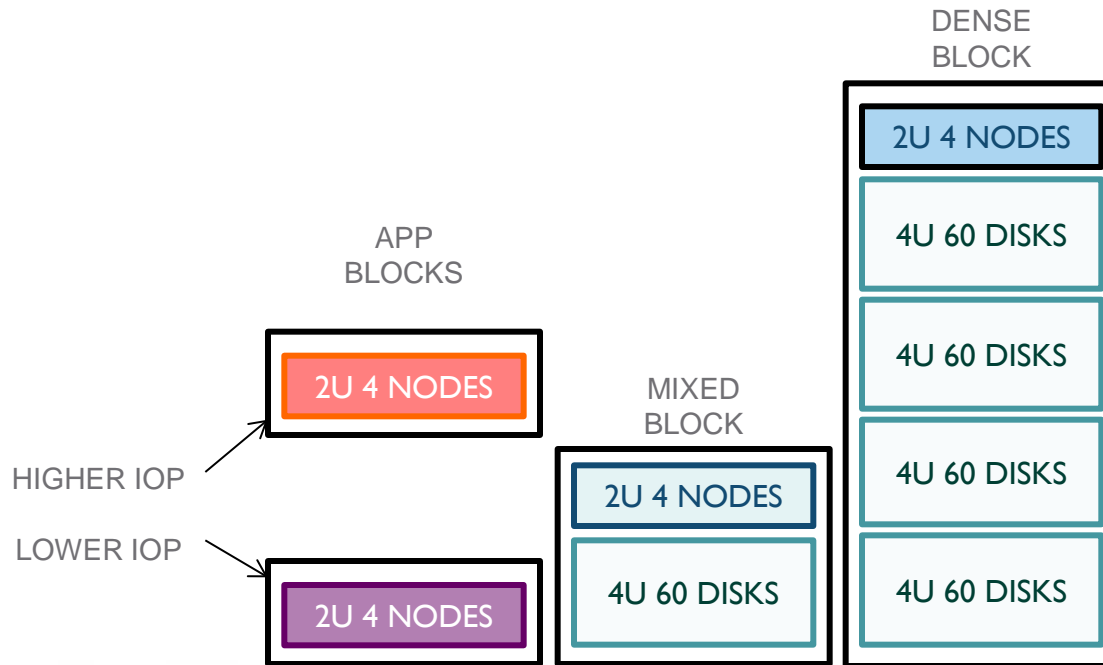 DENSE
BLOCK
2U 4 NODES
4U 60 DISKS
4U 60 DISKS
4U 60 DISKS
4U 60 DISKS
APP
BLOCKS
2U 4 NODES
HIGHER IOP
LOWER IOP
2U 4 NODES
MIXED
BLOCK
2U 4 NODES
4U 60 DISKS